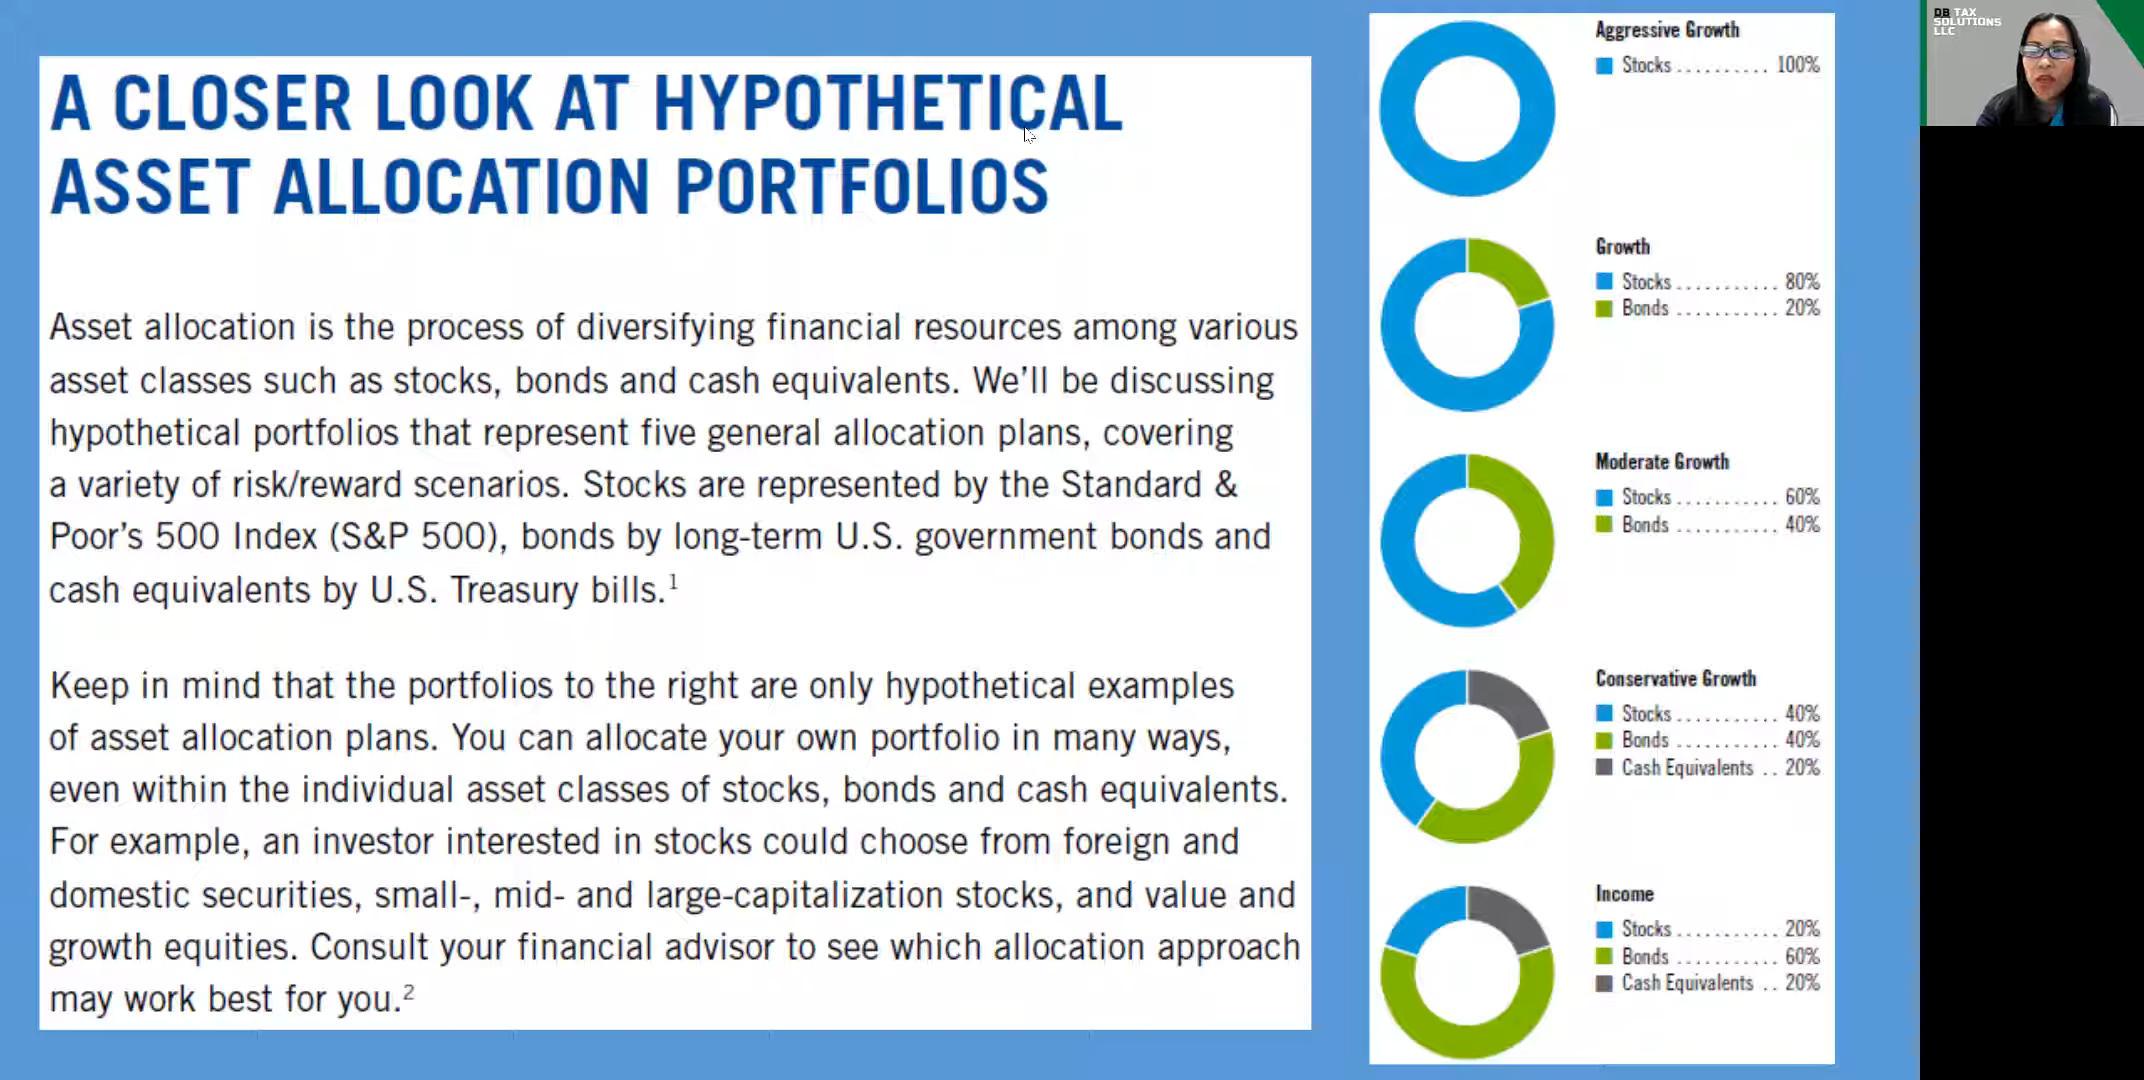 A CLOSER LOOK AT HYPOTHETICAL
ASSET ALLOCATION PORTFOLIOS
Asset allocation is the process of diversifying financial resources among various
asset classes such as stocks, bonds and cash equivalents. We’ll be discussing
hypothetical portfolios that represent five general allocation plans, covering
a variety of risk/reward scenarios. Stocks are represented by the Standard &
Poor’s 500 Index (S&P 500), bonds by long-term U.S. government bonds and
cash equivalents by U.S. Treasury bills.1
Keep in mind that the portfolios to the right are only hypothetical examples
of asset allocation plans. You can allocate your own portfolio in many ways,
even within the individual asset classes of stocks, bonds and cash equivalents.
For example, an investor interested in stocks could choose from foreign and
domestic securities, small-, mid- and large-capitalization stocks, and value and
growth equities. Consult your financial advisor to see which allocation approach
may work best for you.2
Aggressive Growth
Stocks .......... 100%
Growth
Stocks ........... 80%
Bonds ........... 20%
Moderate Growth
Stocks ........... 60%
Bonds ........... 40%
Conservative Growth
Stocks ........... 40%
Bonds ........... 40%
Cash Equivalents .. 20%
Income
Stocks ........... 20%
Bonds ........... 60%
Cash Equivalents .. 20%
DB TAX
SOLUTIONS
LLC